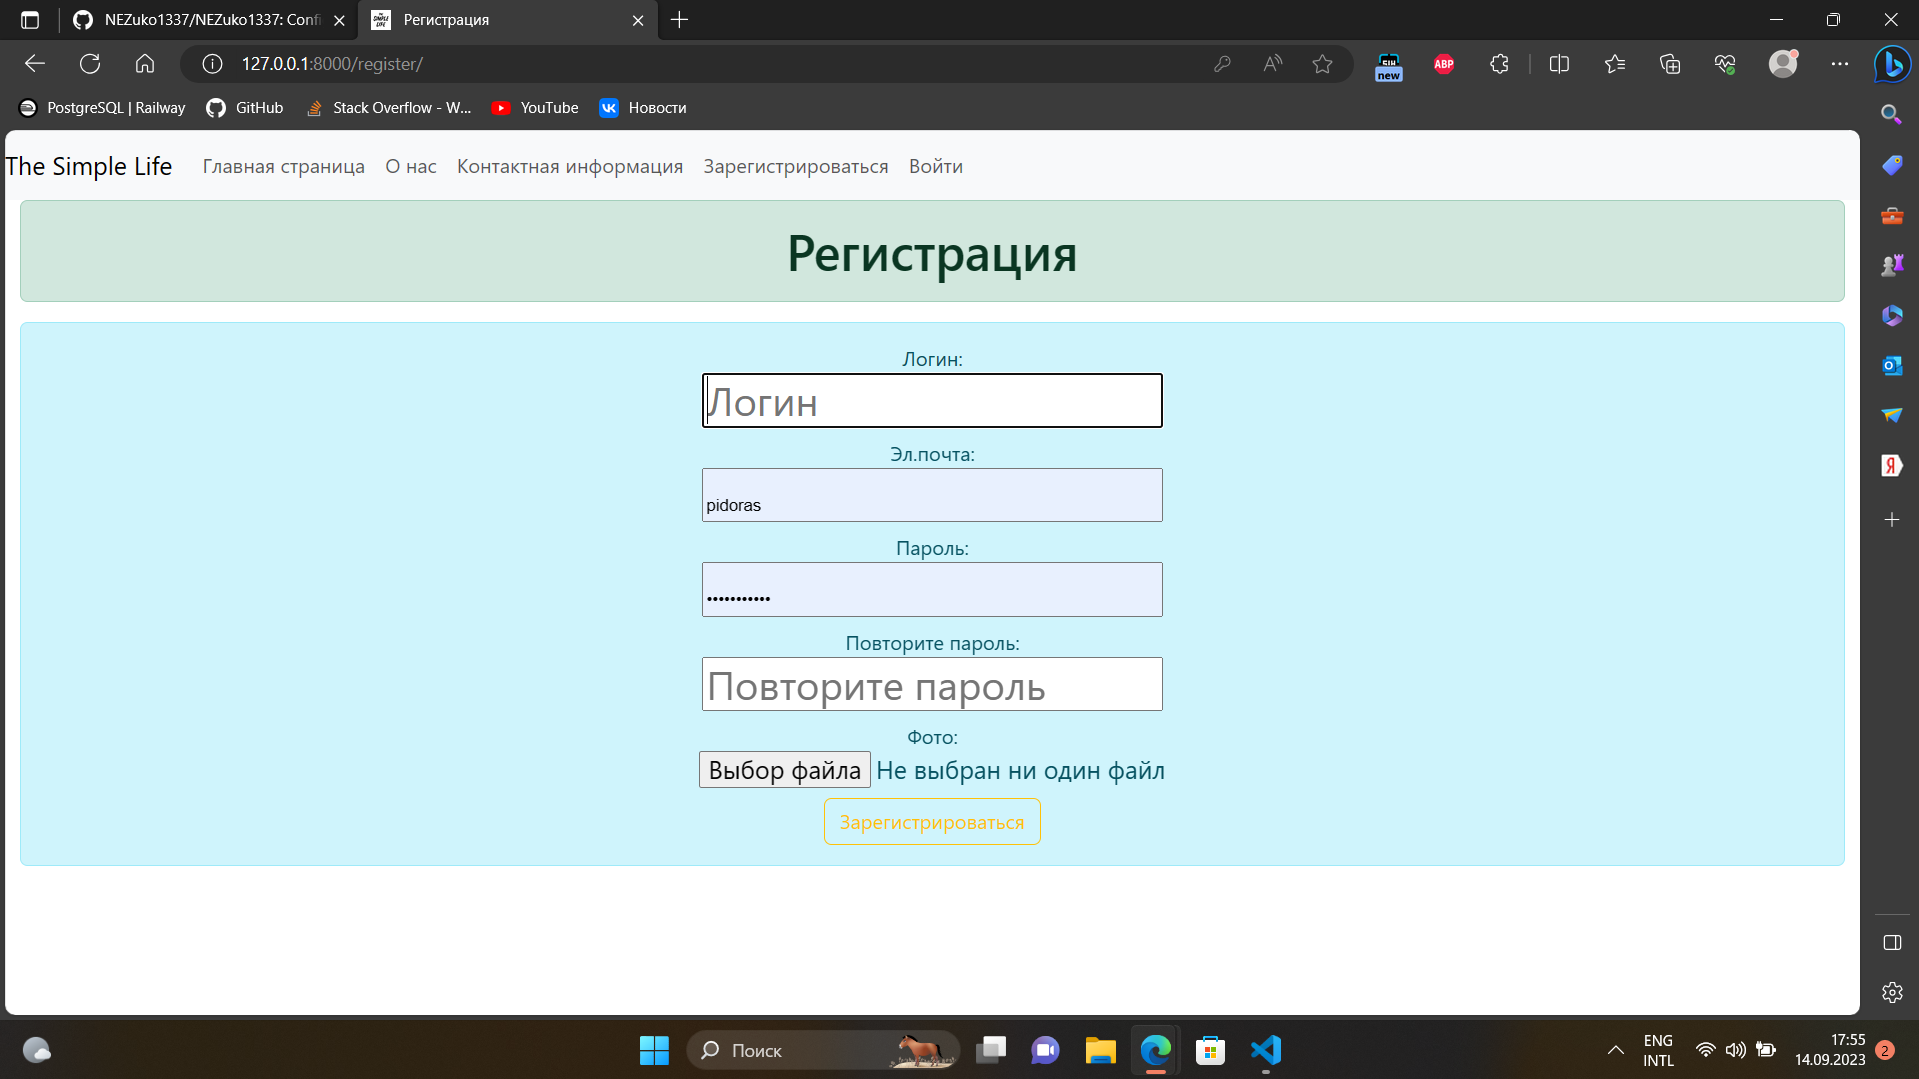 NEZuko1337/NEZuko1337: Confi
Регистрация
127.0.0.1:8000/register/
new
ABP
PostgreSQL | Railway
GitHub
Stack Overflow - W...
YouTube
Новости
The Simple Life
Главная страница
О нас
Контактная информация
Зарегистрироваться
Войти
Регистрация
Логин:
Логин
Эл.почта:
pidoras
Пароль:
•••••••••••
Повторите пароль:
Повторите пароль
Фото:
Выбор файла Не выбран ни один файл
Зарегистрироваться
Поиск
ENG
INTL
17:55
14.09.2023
2